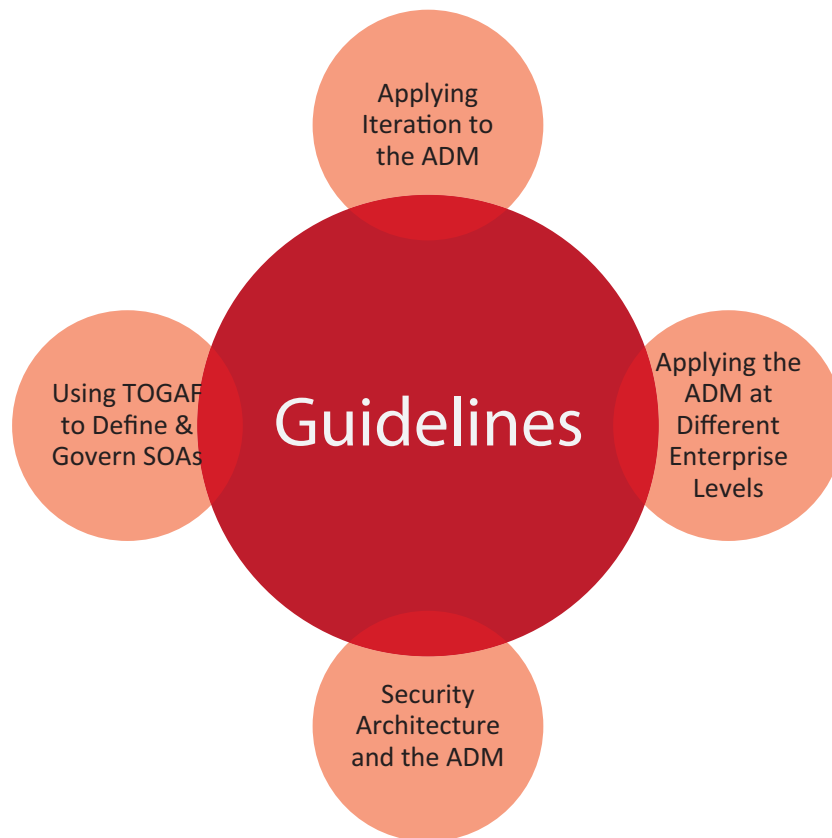 Applying
Iteration to
the ADM
Using TOGAF
to Define &
Govern SOAs
Guidelines
Applying the
ADM at
Different
Enterprise
Levels
Security
Architecture
and the ADM